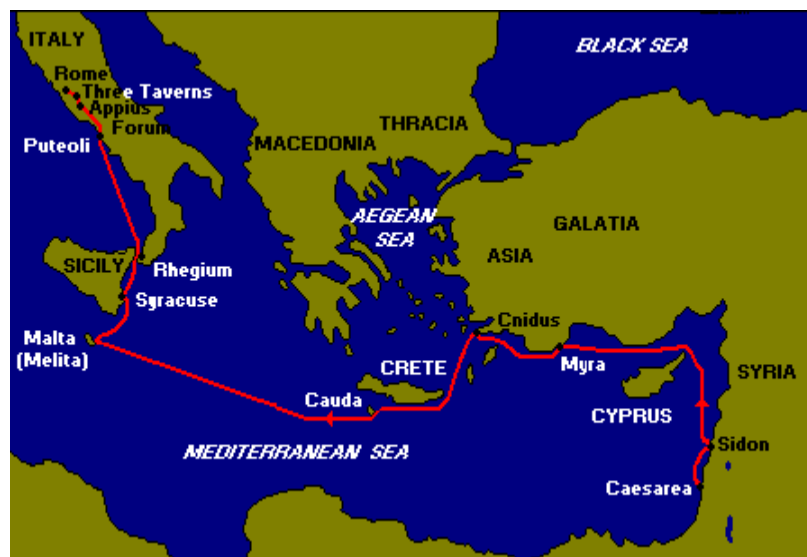 ITALY
BLACK SEA
Rome
Three Taverns
Appius
Forum
THRACIA
MACEDONIA
Puteoli
AEGEAN
SEA
GALATIA
ASIA
SICILY
Rhegium
Syracuse
Cnidus
Malta
(Melita)
CRETE
Myra
SYRIA
Cauda
CYPRUS
MEDITERRANEAN SEA
Sidon
Caesarea